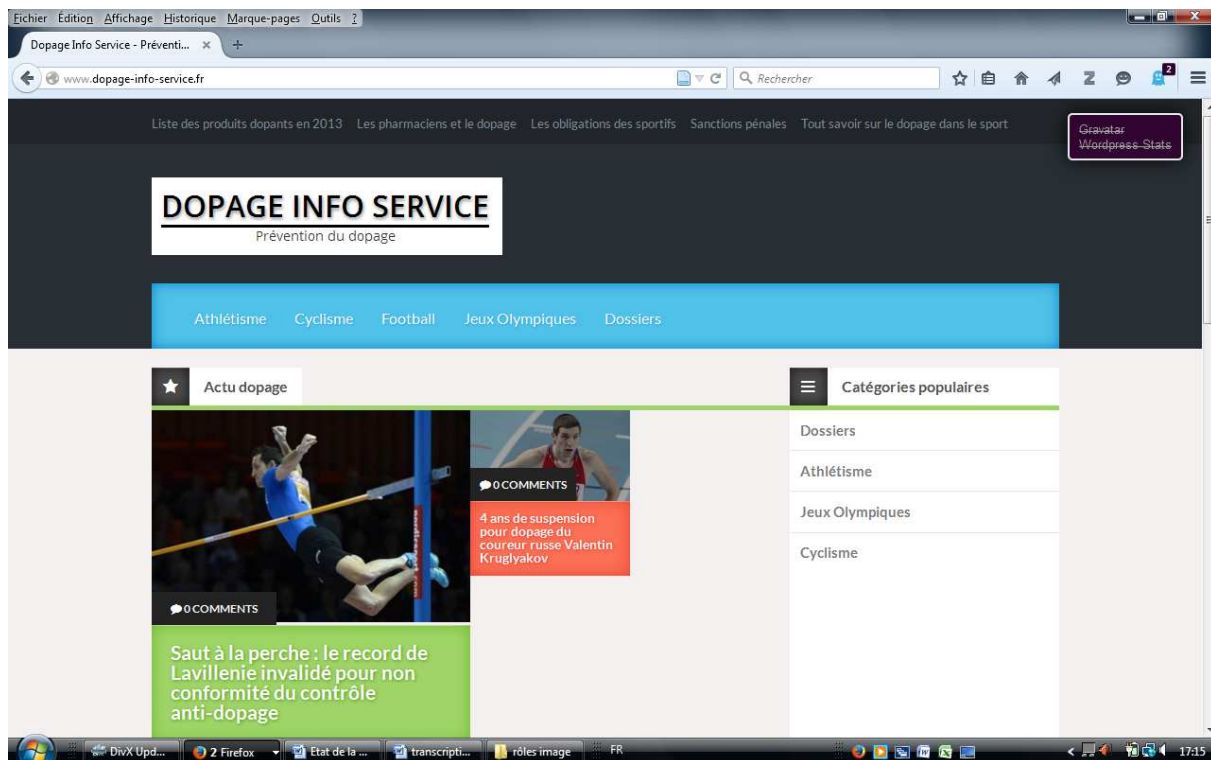 Fichier Édition Affichage Historique Marque-pages Outils ?
Dopage Info Service - Préventi... × +
www.dopage-info-service.fr
Rechercher
2
Liste des produits dopants en 2013 Les pharmaciens et le dopage Les obligations des sportifs Sanctions pénales Tout savoir sur le dopage dans le sport
Gravatar
Wordpress Stats
DOPAGE INFO SERVICE
Prévention du dopage
Athlétisme Cyclisme Football Jeux Olympiques Dossiers
Actu dopage
Catégories populaires
0 COMMENTS
4 ans de suspension
pour dopage du
coureur russe Valentin
Kruglyakov
0 COMMENTS
Saut à la perche : le record de
Lavillenie invalidé pour non
conformité du contrôle
anti-dopage
Dossiers
Athlétisme
Jeux Olympiques
Cyclisme
DivX Upd... 2 Firefox Etat de la ... transcripti... rôles image FR 17:15